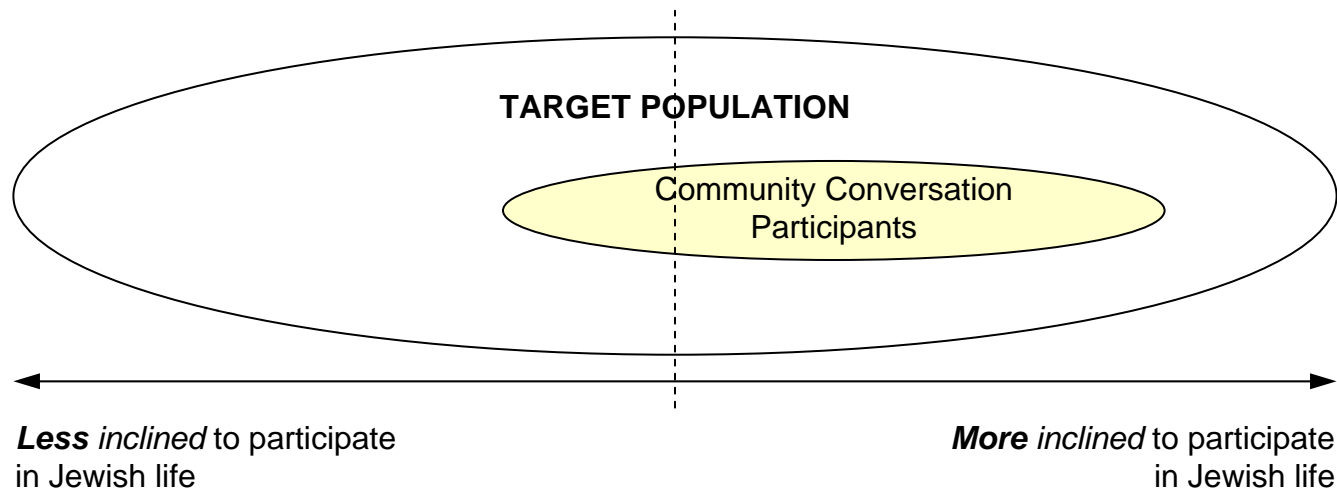 TARGET POPULATION
Community Conversation
Participants
Less inclined to participate
in Jewish life
More inclined to participate
in Jewish life